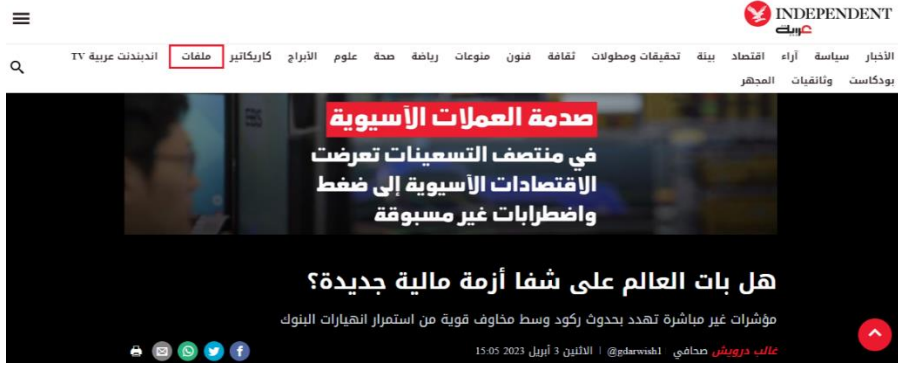 INDEPENDENT
عربية
الأخبار سياسة آراء اقتصاد بيئة تحقيقات ومطولات ثقافة فنون منوعات رياضة صحة علوم الأبراج كاريكاتير ملفات اندبندنت عربية TV
بودكاست وثائقيات المجهر
صدمة العملات الآسيوية
في منتصف التسعينات تعرضت
الاقتصادات الآسيوية إلى ضغط
واضطرابات غير مسبوقة
هل بات العالم على شفا أزمة مالية جديدة؟
مؤشرات غير مباشرة تهدد بحدوث ركود وسط مخاوف قوية من استمرار انهيارات البنوك
غالب درويش صحافي @gdarwish1 | الاثنين 3 أبريل 2023 15:05